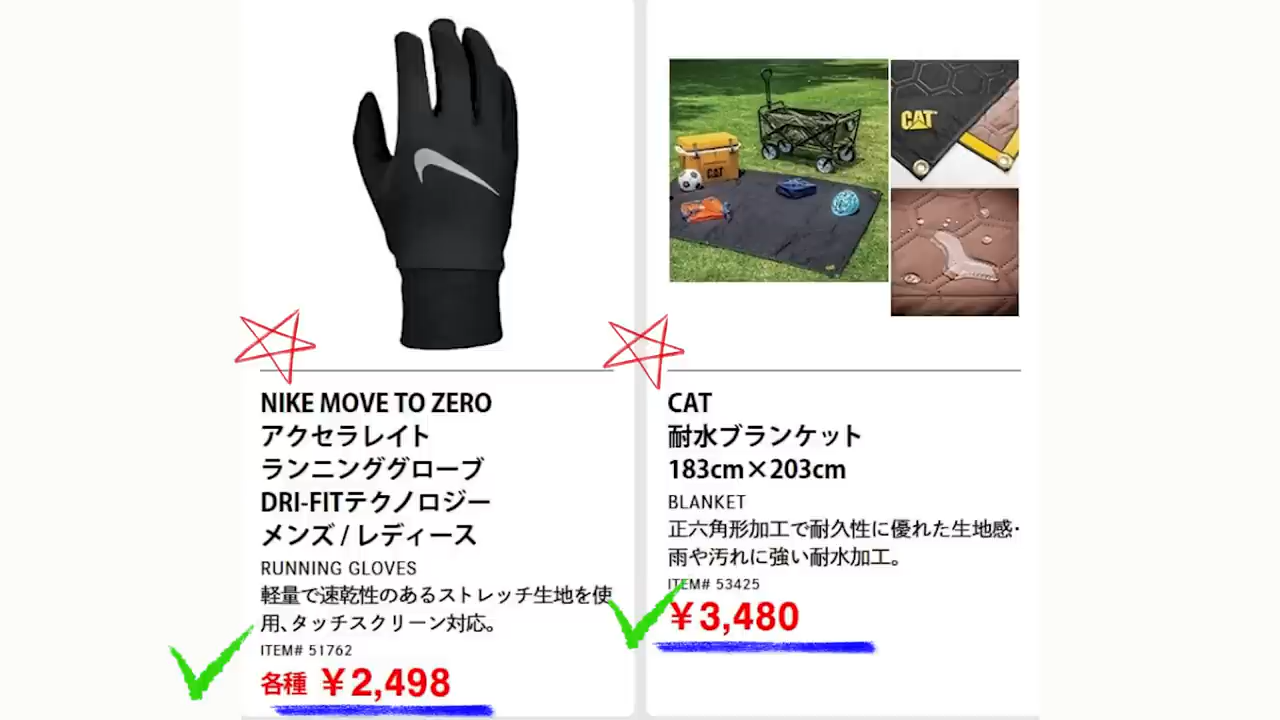 NIKE MOVE TO ZERO
アクセラレイト
ランニンググローブ
DRI-FITテクノロジー
メンズ / レディース
RUNNING GLOVES
軽量で速乾性のあるストレッチ生地を使
用、タッチスクリーン対応。
ITEM# 51762
各種 ¥2,498
CAT
CAT
CAT
耐水ブランケット
183cm×203cm
BLANKET
正六角形加工で耐久性に優れた生地感・
雨や汚れに強い耐水加工。
ITEM# 53425
¥3,480